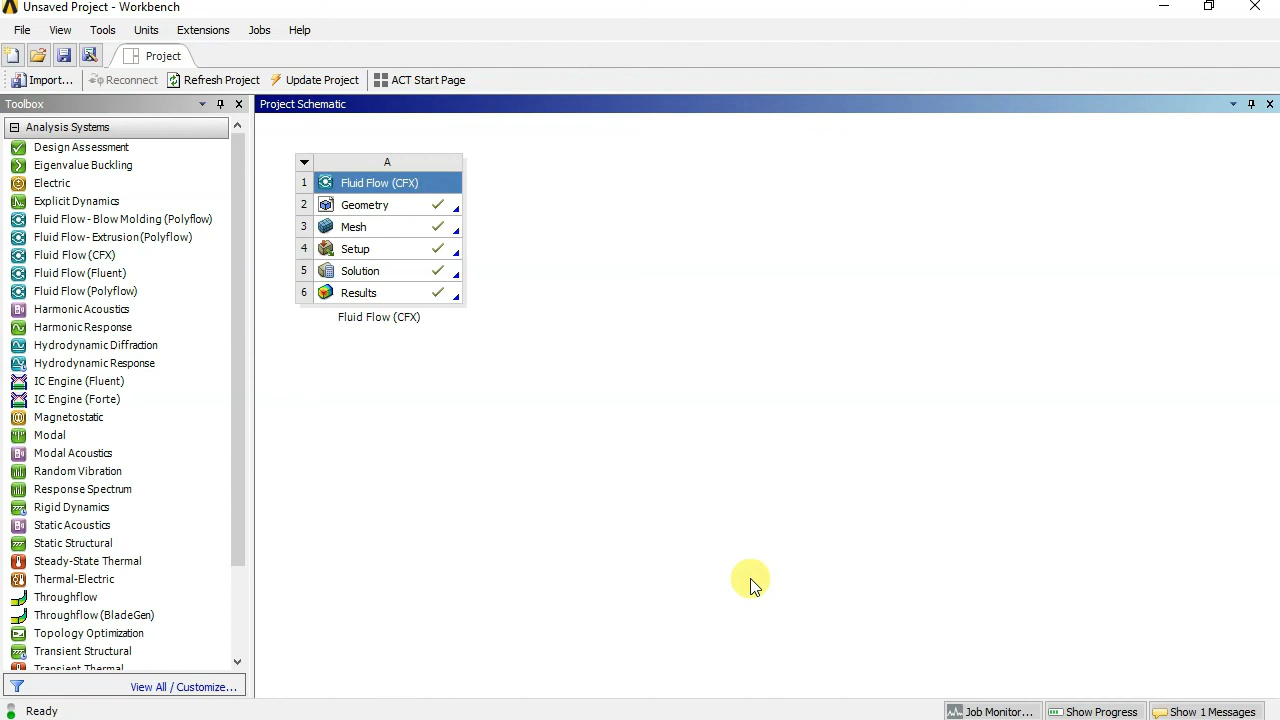 Unsaved Project - Workbench
File View Tools Units Extensions Jobs Help
Project
Import... Reconnect Refresh Project Update Project ACT Start Page
Toolbox
Project Schematic
Analysis Systems
Design Assessment
Eigenvalue Buckling
Electric
Explicit Dynamics
Fluid Flow - Blow Molding (Polyflow)
Fluid Flow - Extrusion (Polyflow)
Fluid Flow (CFX)
Fluid Flow (Fluent)
Fluid Flow (Polyflow)
Harmonic Acoustics
Harmonic Response
Hydrodynamic Diffraction
Hydrodynamic Response
IC Engine (Fluent)
IC Engine (Forte)
Magnetostatic
Modal
Modal Acoustics
Random Vibration
Response Spectrum
Rigid Dynamics
Static Acoustics
Static Structural
Steady-State Thermal
Thermal-Electric
Throughflow
Throughflow (BladeGen)
Topology Optimization
Transient Structural
Transient Thermal
View All / Customize...
A
1 Fluid Flow (CFX)
2 Geometry
3 Mesh
4 Setup
5 Solution
6 Results
Fluid Flow (CFX)
Ready
Job Monitor... Show Progress Show 1 Messages